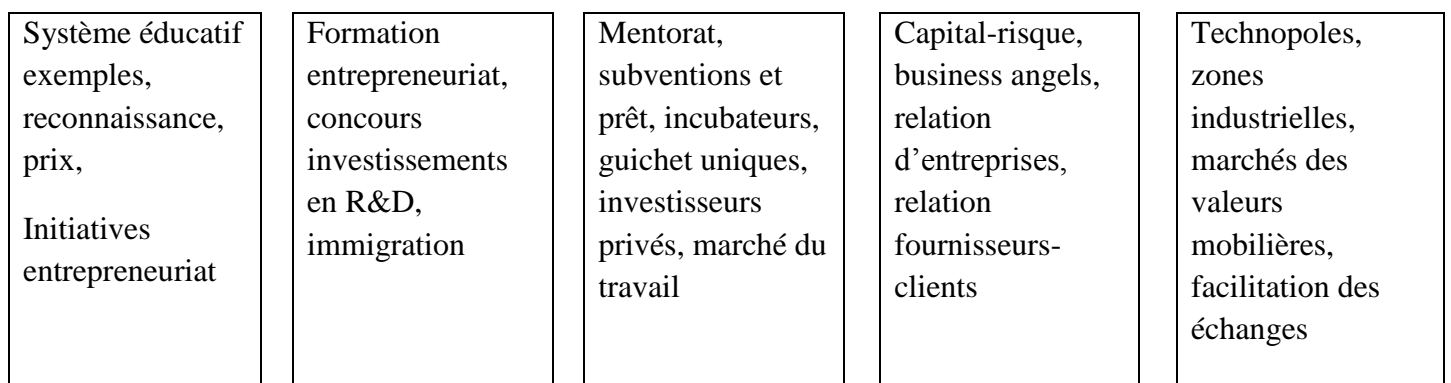 Système éducatif
exemples,
reconnaissance,
prix,
Initiatives
entrepreneuriat
Formation
entrepreneuriat,
concours
investissements
en R&D,
immigration
Mentorat,
subventions et
prêt, incubateurs,
guichet uniques,
investisseurs
privés, marché du
travail
Capital-risque,
business angels,
relation
d’entreprises,
relation
fournisseurs-
clients
Technopoles,
zones
industrielles,
marchés des
valeurs
mobilières,
facilitation des
échanges